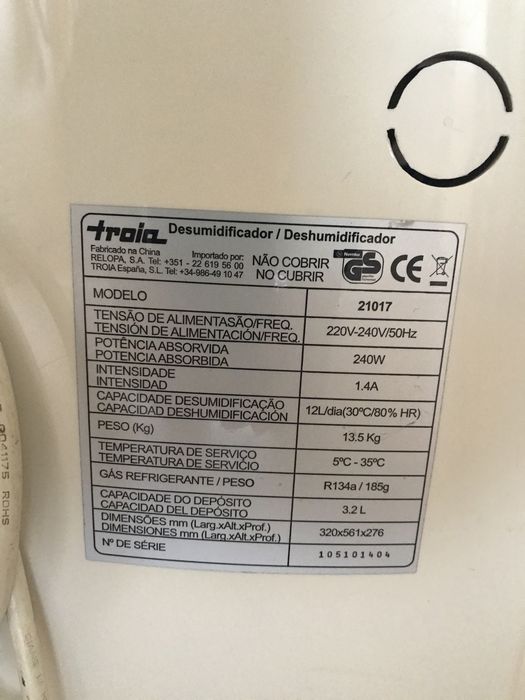 troia Desumidificador / Deshumidificador
Fabricado na China Importado por:
RELOPA, S.A. Tel: +351 - 22 619 56 00
TROIA España, S.L. Tel: +34-986-49 10 47
NÃO COBRIR
NO CUBRIR
GS CE
MODELO 21017
TENSÃO DE ALIMENTASÃO/FREQ.
TENSIÓN DE ALIMENTACIÓN/FREQ. 220V-240V/50Hz
POTÊNCIA ABSORVIDA
POTENCIA ABSORBIDA 240W
INTENSIDADE
INTENSIDAD 1.4A
CAPACIDADE DESUMIDIFICAÇÃO
CAPACIDAD DESHUMIDIFICACIÓN 12L/dia(30ºC/80% HR)
PESO (Kg) 13.5 Kg
TEMPERATURA DE SERVIÇO
TEMPERATURA DE SERVICIO 5ºC - 35ºC
GÁS REFRIGERANTE / PESO R134a / 185g
CAPACIDADE DO DEPÓSITO
CAPACIDAD DEL DEPÓSITO 3.2 L
DIMENSÕES mm (Larg.xAlt.xProf.)
DIMENSIONES mm (Larg.xAlt.xProf.) 320x561x276
Nº DE SÉRIE 105101404